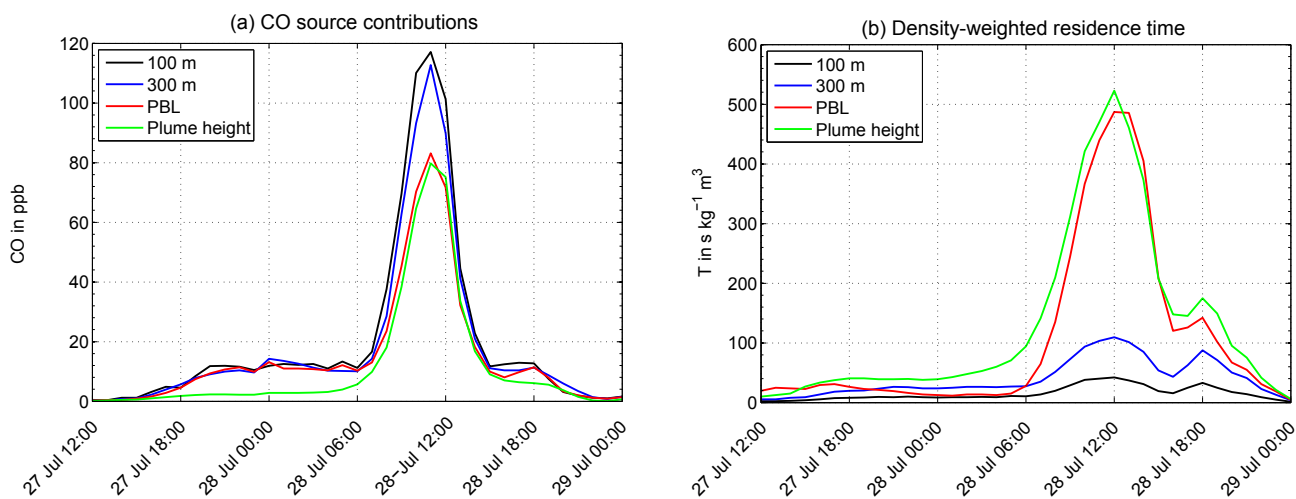 (a) CO source contributions
120
100
80
60
40
20
0
CO in ppb
100 m
300 m
PBL
Plume height
27 Jul 12:00
27 Jul 18:00
28 Jul 00:00
28 Jul 06:00
28−Jul 12:00
28 Jul 18:00
29 Jul 00:00
(b) Density-weighted residence time
600
500
400
300
200
100
0
T in s kg⁻¹ m³
100 m
300 m
PBL
Plume height
27 Jul 12:00
27 Jul 18:00
28 Jul 00:00
28 Jul 06:00
28 Jul 12:00
28 Jul 18:00
29 Jul 00:00